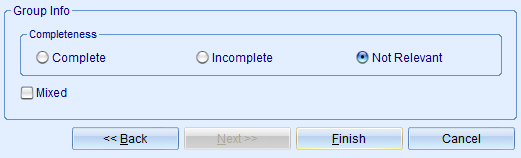 Group Info
Completeness
Complete Incomplete Not Relevant
Mixed
<< Back Next >> Finish Cancel